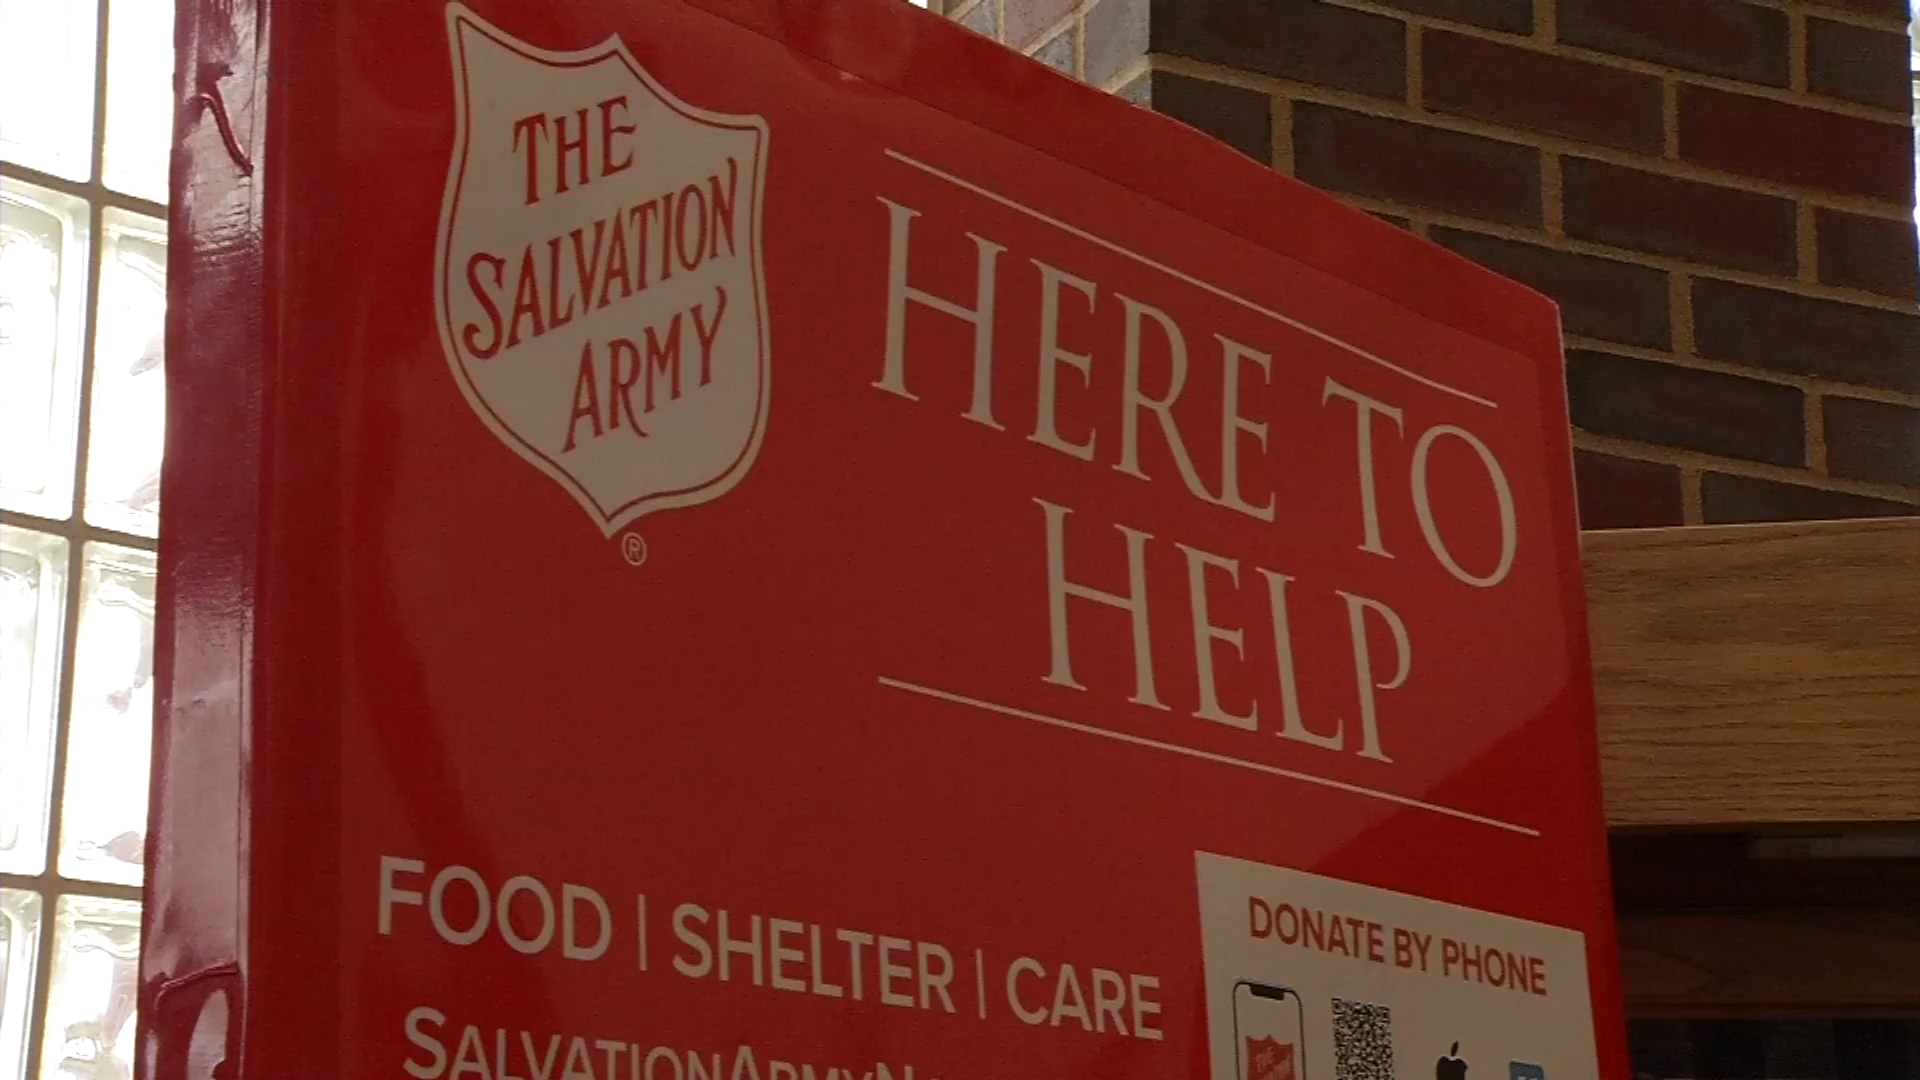 THE
SALVATION
ARMY
®
HERE TO
HELP
FOOD | SHELTER | CARE
DONATE BY PHONE